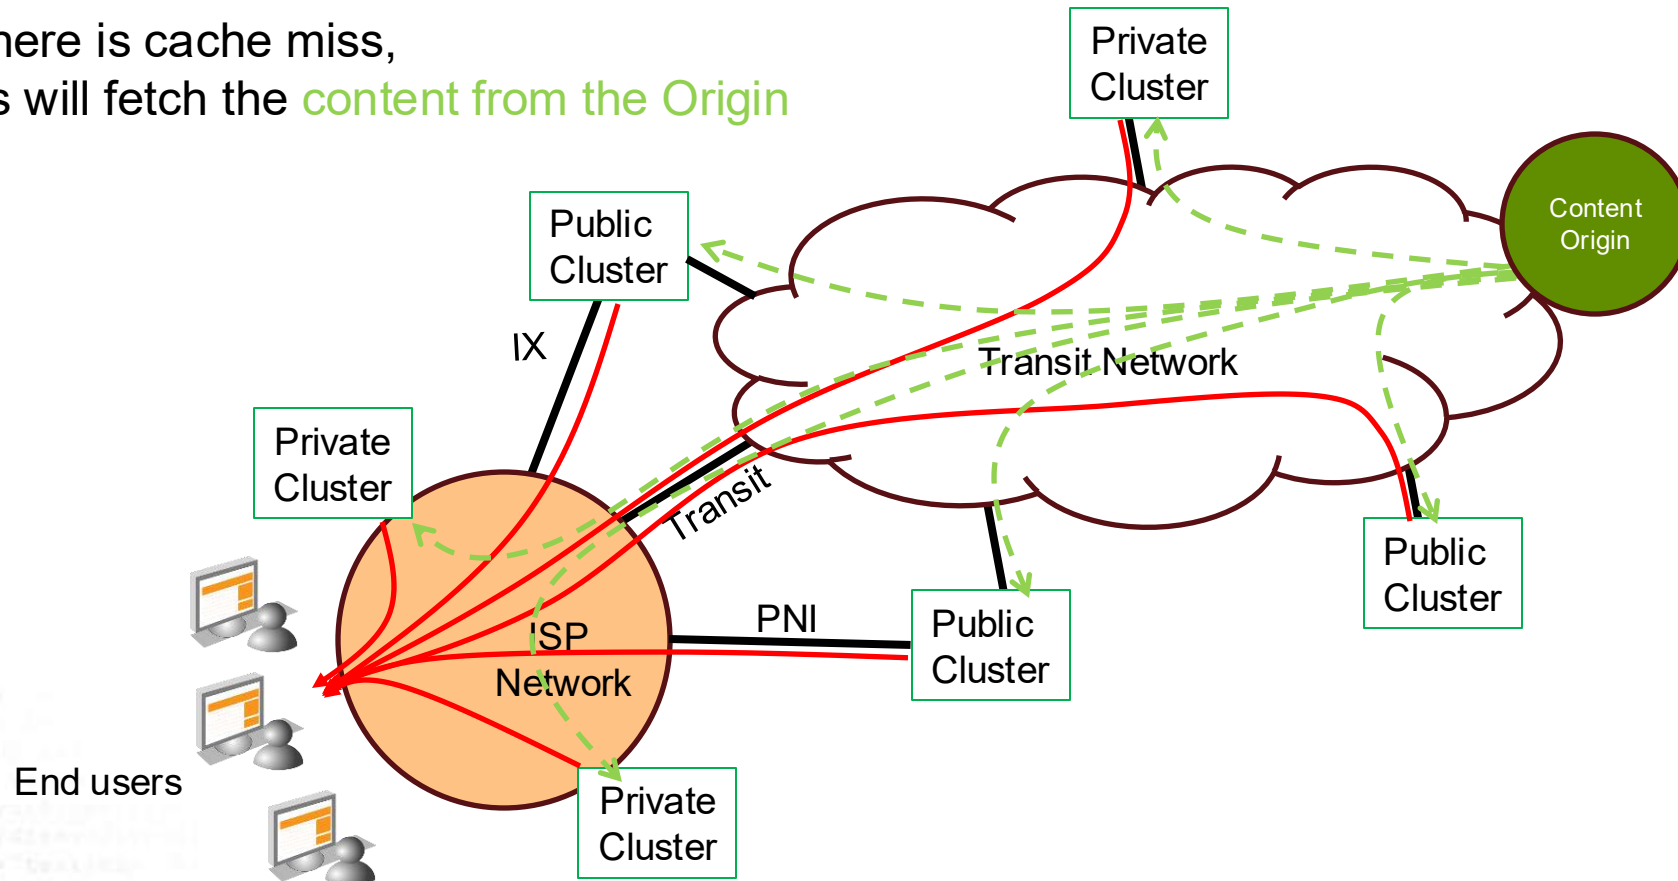 here is cache miss,
s will fetch the content from the Origin
Private
Cluster
Content
Origin
Public
Cluster
IX
Transit Network
Private
Cluster
Transit
Public
Cluster
PNI
Public
Cluster
ISP
Network
End users
Private
Cluster